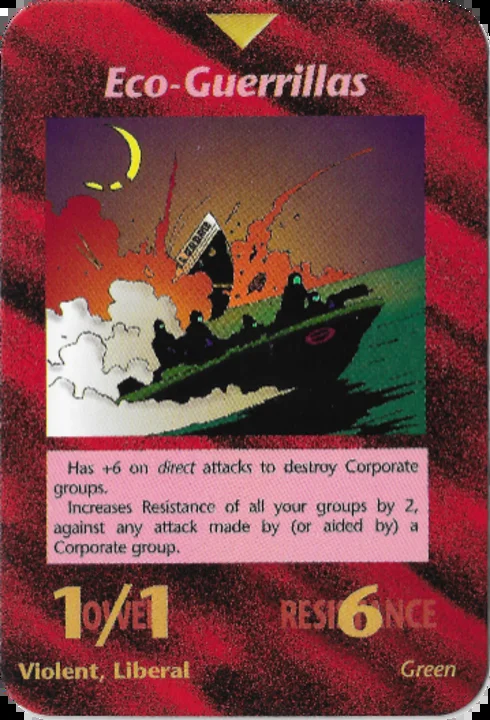 Eco-Guerrillas
Has +6 on direct attacks to destroy Corporate
groups.
Increases Resistance of all your groups by 2,
against any attack made by (or aided by) a
Corporate group.
POWER 1/1
RESISTANCE 6
Violent, Liberal
Green